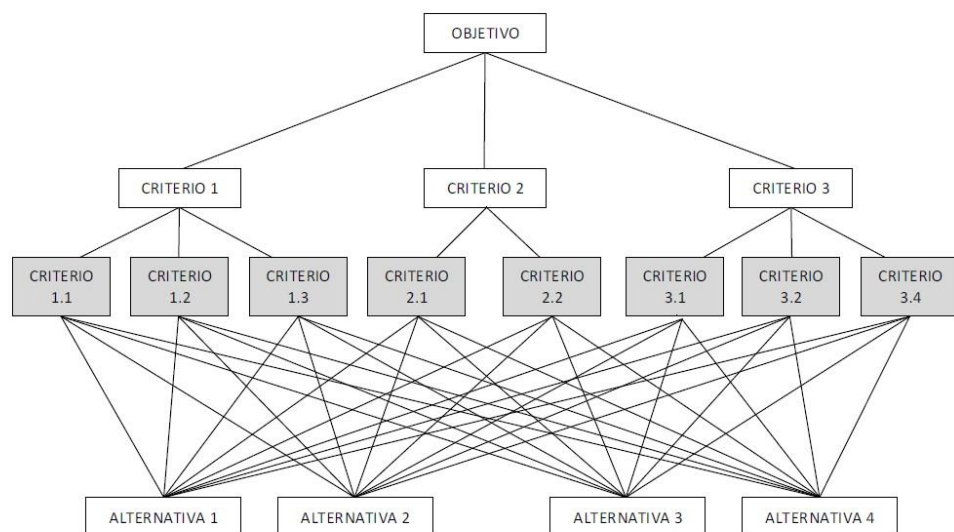 OBJETIVO
CRITERIO 1
CRITERIO 2
CRITERIO 3
CRITERIO
1.1
CRITERIO
1.2
CRITERIO
1.3
CRITERIO
2.1
CRITERIO
2.2
CRITERIO
3.1
CRITERIO
3.2
CRITERIO
3.4
ALTERNATIVA 1
ALTERNATIVA 2
ALTERNATIVA 3
ALTERNATIVA 4